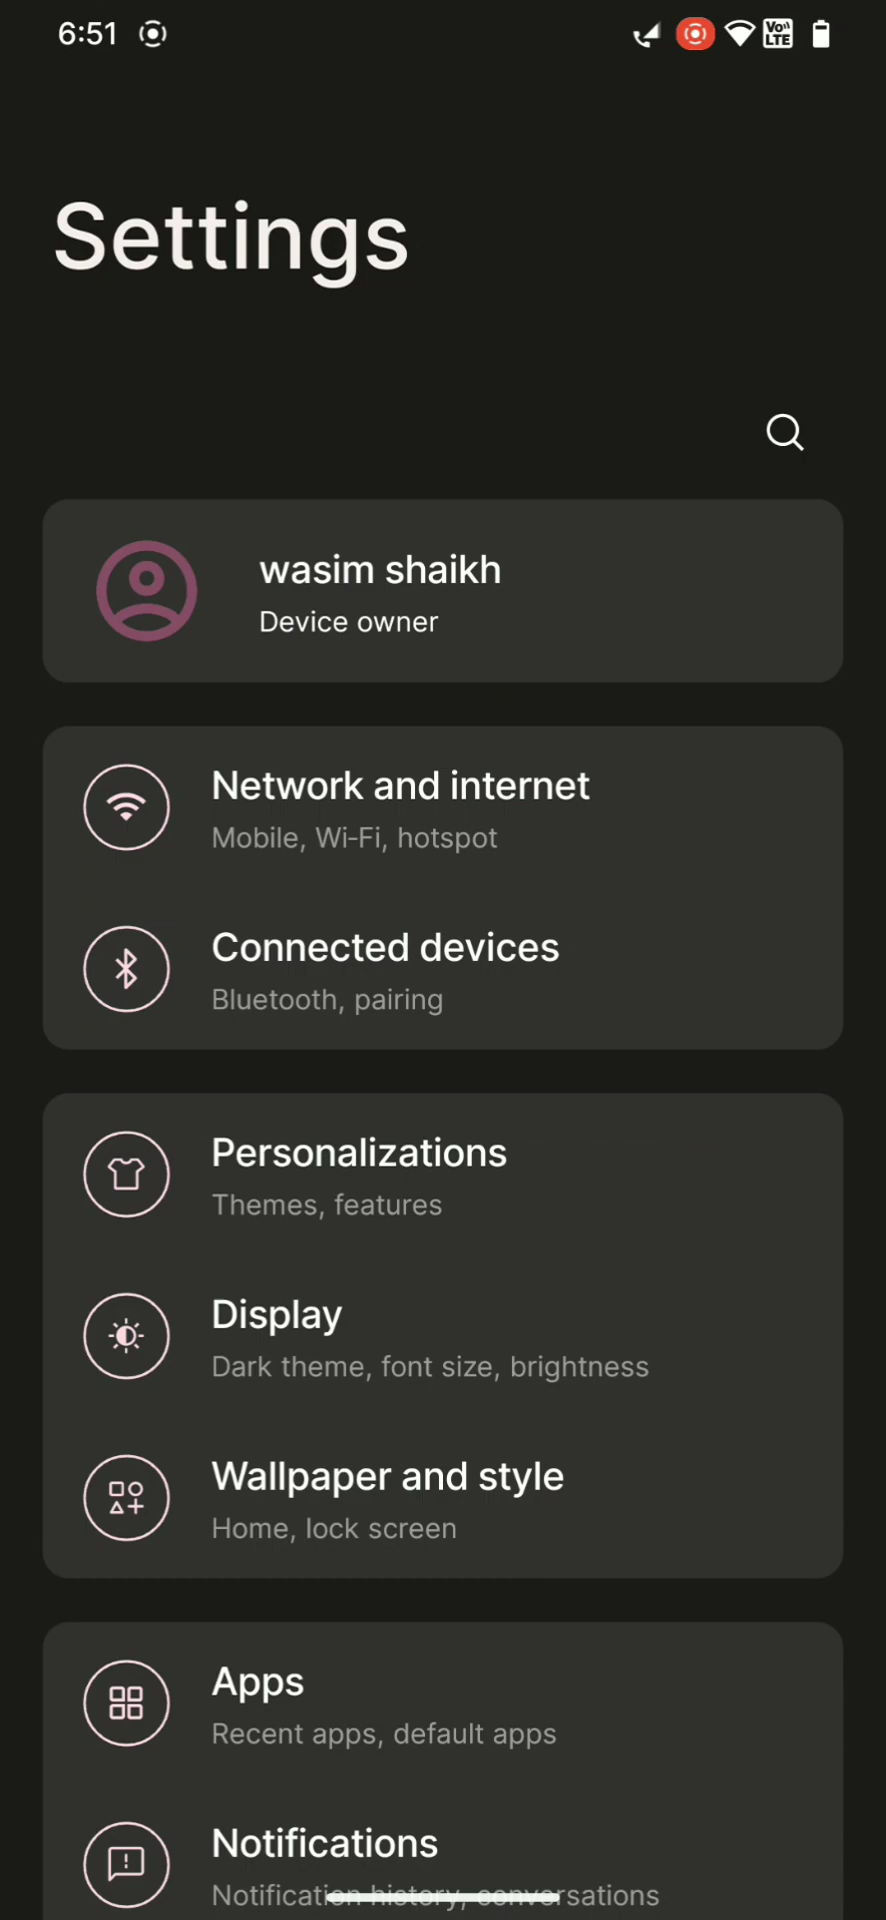 6:51
Vo)) LTE
Settings
wasim shaikh
Device owner
Network and internet
Mobile, Wi-Fi, hotspot
Connected devices
Bluetooth, pairing
Personalizations
Themes, features
Display
Dark theme, font size, brightness
Wallpaper and style
Home, lock screen
Apps
Recent apps, default apps
Notifications
Notification history, conversations